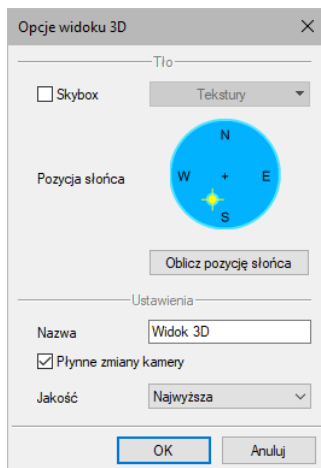 Opcje widoku 3D
Tło
Skybox
Tekstury
N
Pozycja słońca
W + E
S
Oblicz pozycję słońca
Ustawienia
Nazwa
Widok 3D
Płynne zmiany kamery
Jakość
Najwyższa
OK
Anuluj